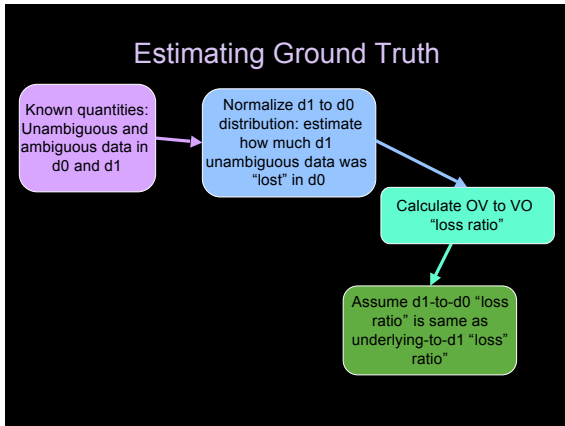 Estimating Ground Truth
Known quantities:
Unambiguous and
ambiguous data in
d0 and d1
Normalize d1 to d0
distribution: estimate
how much d1
unambiguous data was
“lost” in d0
Calculate OV to VO
“loss ratio”
Assume d1-to-d0 “loss
ratio” is same as
underlying-to-d1 “loss”
ratio”